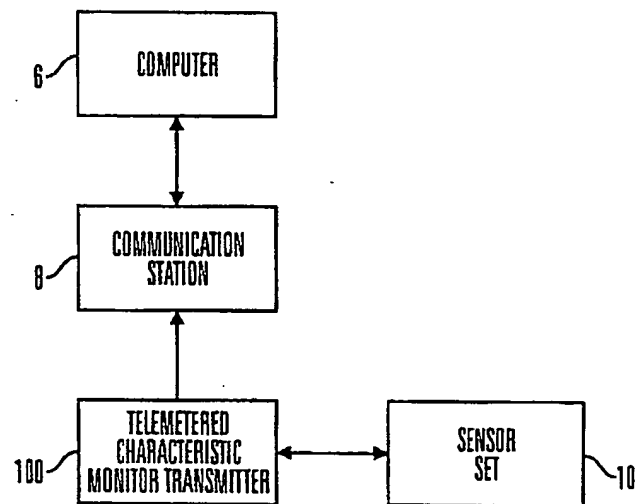 COMPUTER
6
COMMUNICATION
STATION
8
TELEMETERED
CHARACTERISTIC
MONITOR TRANSMITTER
100
SENSOR
SET
10